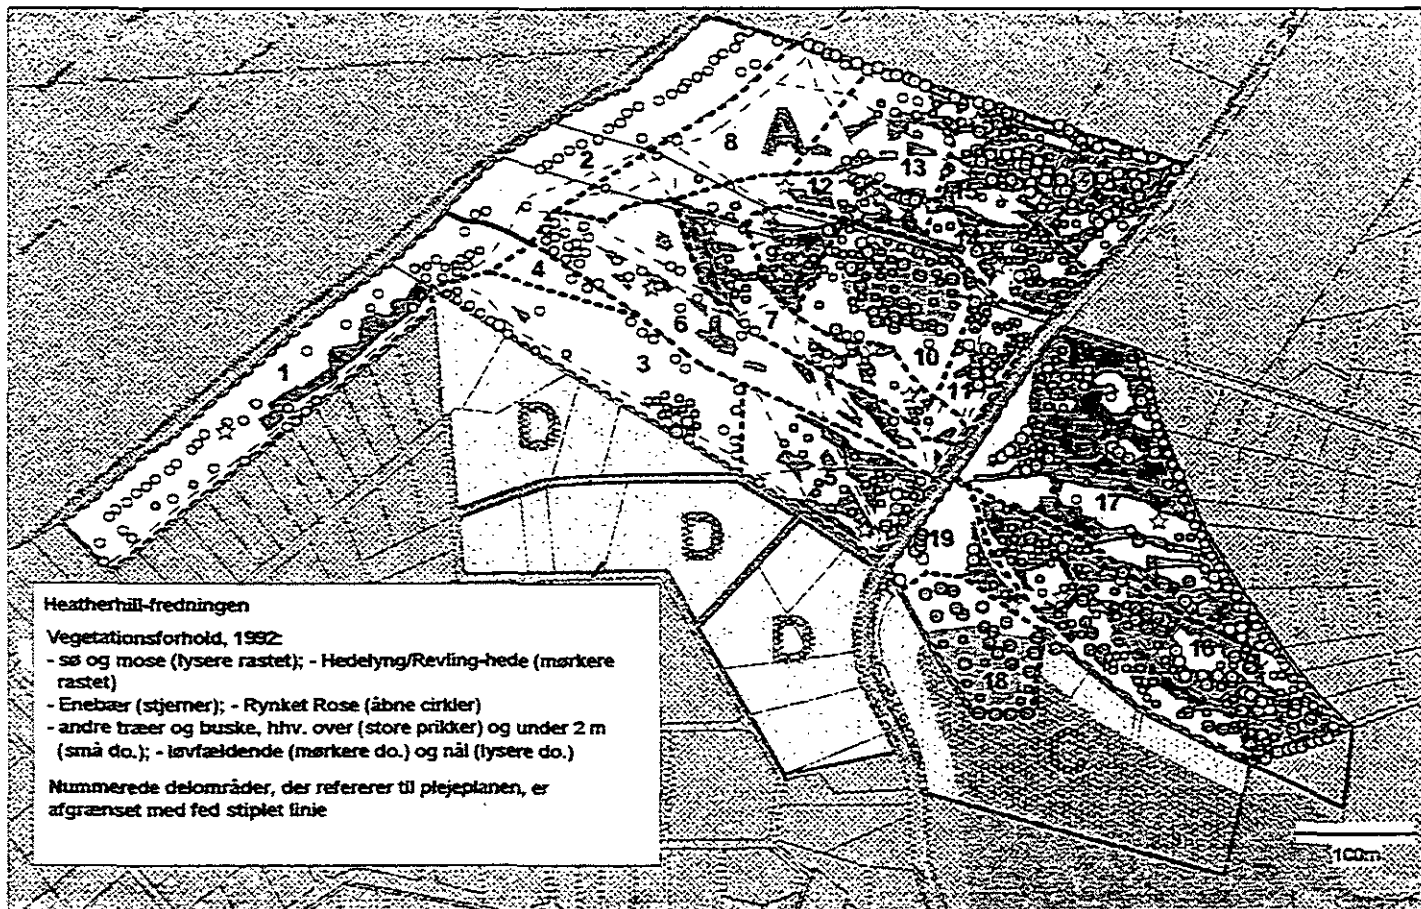 A
2
8
13
12
4
6
7
3
10
11
1
D
5
17
D
19
D
16
18
C
Heatherhill-fredningen
Vegetationsforhold, 1992:
- sø og mose (lysere rastet); - Hedelyng/Revling-hede (mørkere
rastet)
- Enebær (stjerner); - Rynket Rose (åbne cirkler)
- andre træer og buske, hhv. over (store prikker) og under 2 m
(små do.); - løvfældende (mørkere do.) og nål (lysere do.)
Nummerede delområder, der refererer til plejeplanen, er
afgrænset med fed stiplet linie
100m